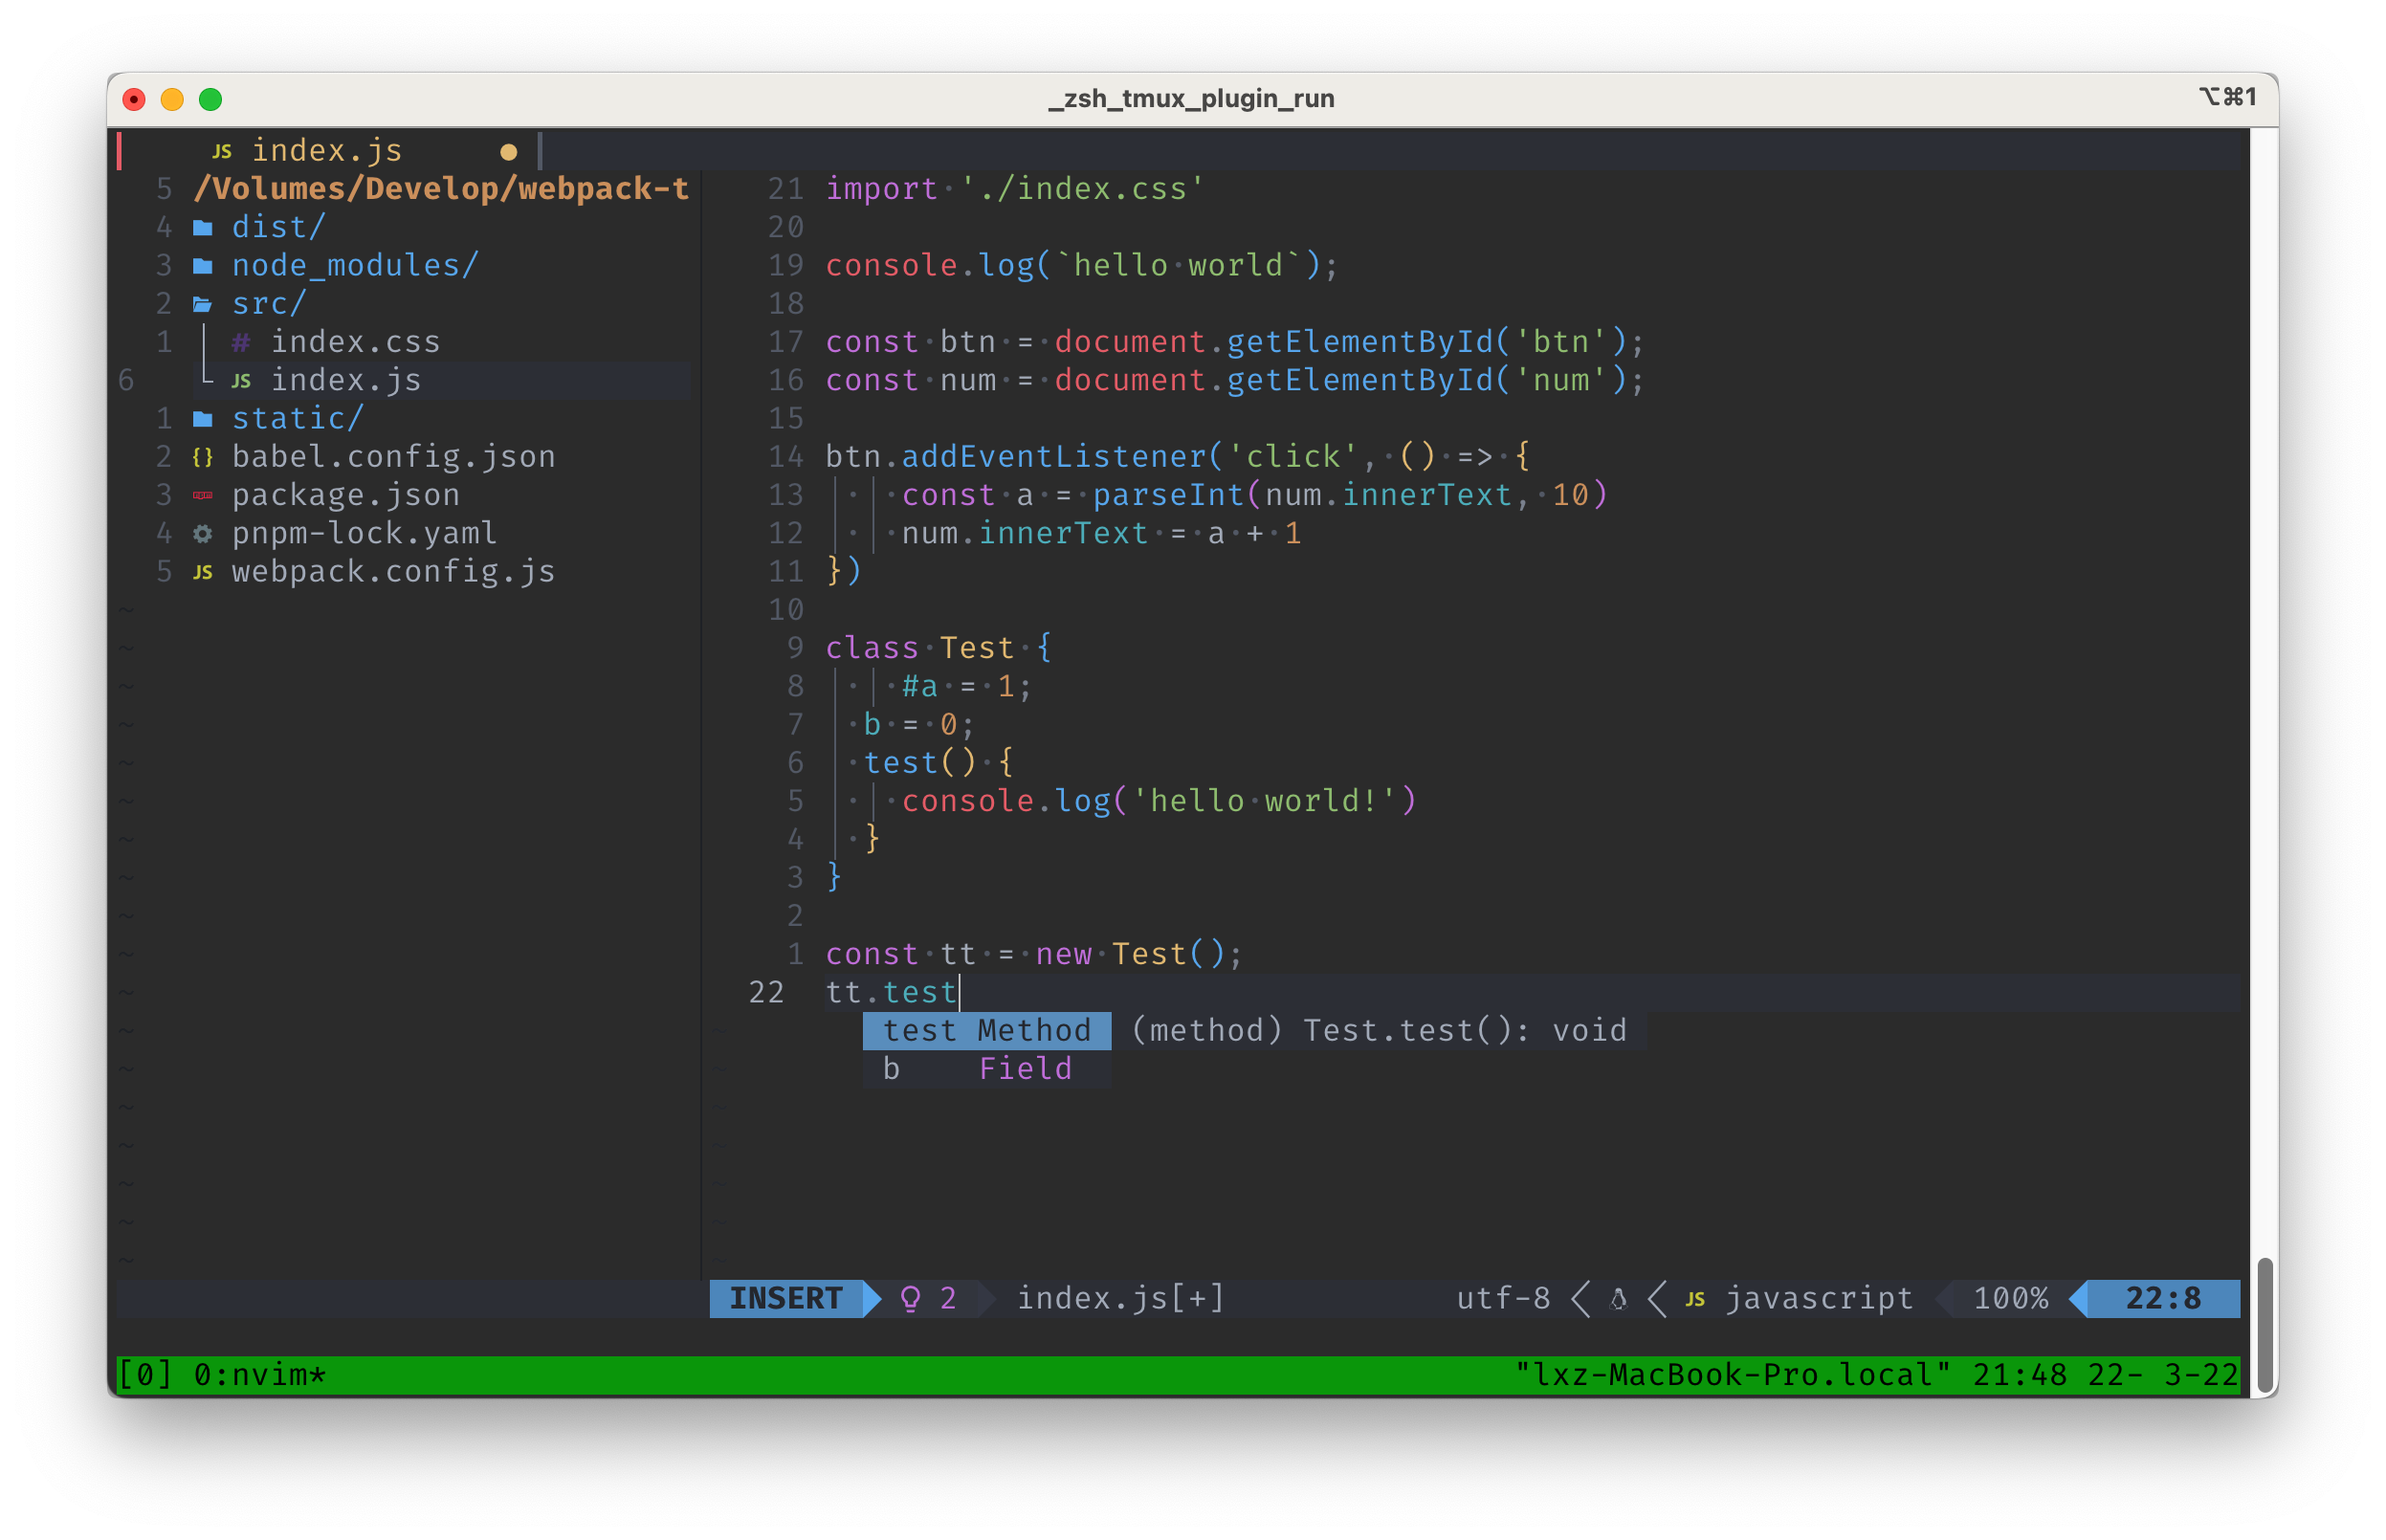 _zsh_tmux_plugin_run
⌥⌘1
JS index.js ●
5 /Volumes/Develop/webpack-t
4 dist/
3 node_modules/
2 src/
1 # index.css
6 JS index.js
1 static/
2 {} babel.config.json
3 package.json
4 pnpm-lock.yaml
5 JS webpack.config.js
21 import './index.css'
20
19 console.log(`hello world`);
18
17 const btn = document.getElementById('btn');
16 const num = document.getElementById('num');
15
14 btn.addEventListener('click', () => {
13 const a = parseInt(num.innerText, 10)
12 num.innerText = a + 1
11 })
10
9 class Test {
8 #a = 1;
7 b = 0;
6 test() {
5 console.log('hello world!')
4 }
3 }
2
1 const tt = new Test();
22 tt.test
test Method (method) Test.test(): void
b Field
INSERT 2 index.js[+] utf-8 JS javascript 100% 22:8
[0] 0:nvim* "lxz-MacBook-Pro.local" 21:48 22- 3-22